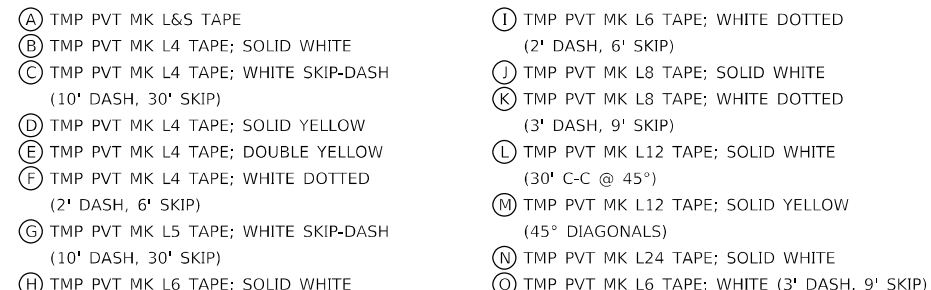 A TMP PVT MK L&S TAPE
B TMP PVT MK L4 TAPE; SOLID WHITE
C TMP PVT MK L4 TAPE; WHITE SKIP-DASH
(10' DASH, 30' SKIP)
D TMP PVT MK L4 TAPE; SOLID YELLOW
E TMP PVT MK L4 TAPE; DOUBLE YELLOW
F TMP PVT MK L4 TAPE; WHITE DOTTED
(2' DASH, 6' SKIP)
G TMP PVT MK L5 TAPE; WHITE SKIP-DASH
(10' DASH, 30' SKIP)
H TMP PVT MK L6 TAPE; SOLID WHITE
I TMP PVT MK L6 TAPE; WHITE DOTTED
(2' DASH, 6' SKIP)
J TMP PVT MK L8 TAPE; SOLID WHITE
K TMP PVT MK L8 TAPE; WHITE DOTTED
(3' DASH, 9' SKIP)
L TMP PVT MK L12 TAPE; SOLID WHITE
(30' C-C @ 45°)
M TMP PVT MK L12 TAPE; SOLID YELLOW
(45° DIAGONALS)
N TMP PVT MK L24 TAPE; SOLID WHITE
O TMP PVT MK L6 TAPE; WHITE (3' DASH, 9' SKIP)